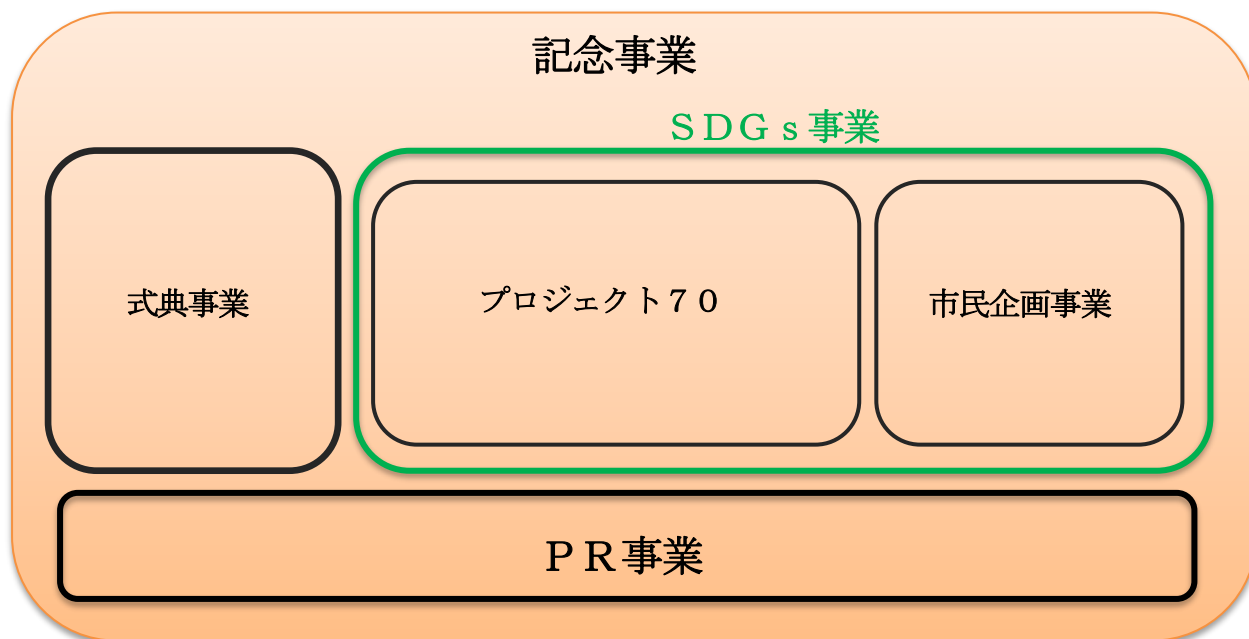 記念事業
ＳＤＧｓ事業
式典事業
プロジェクト７０
市民企画事業
ＰＲ事業